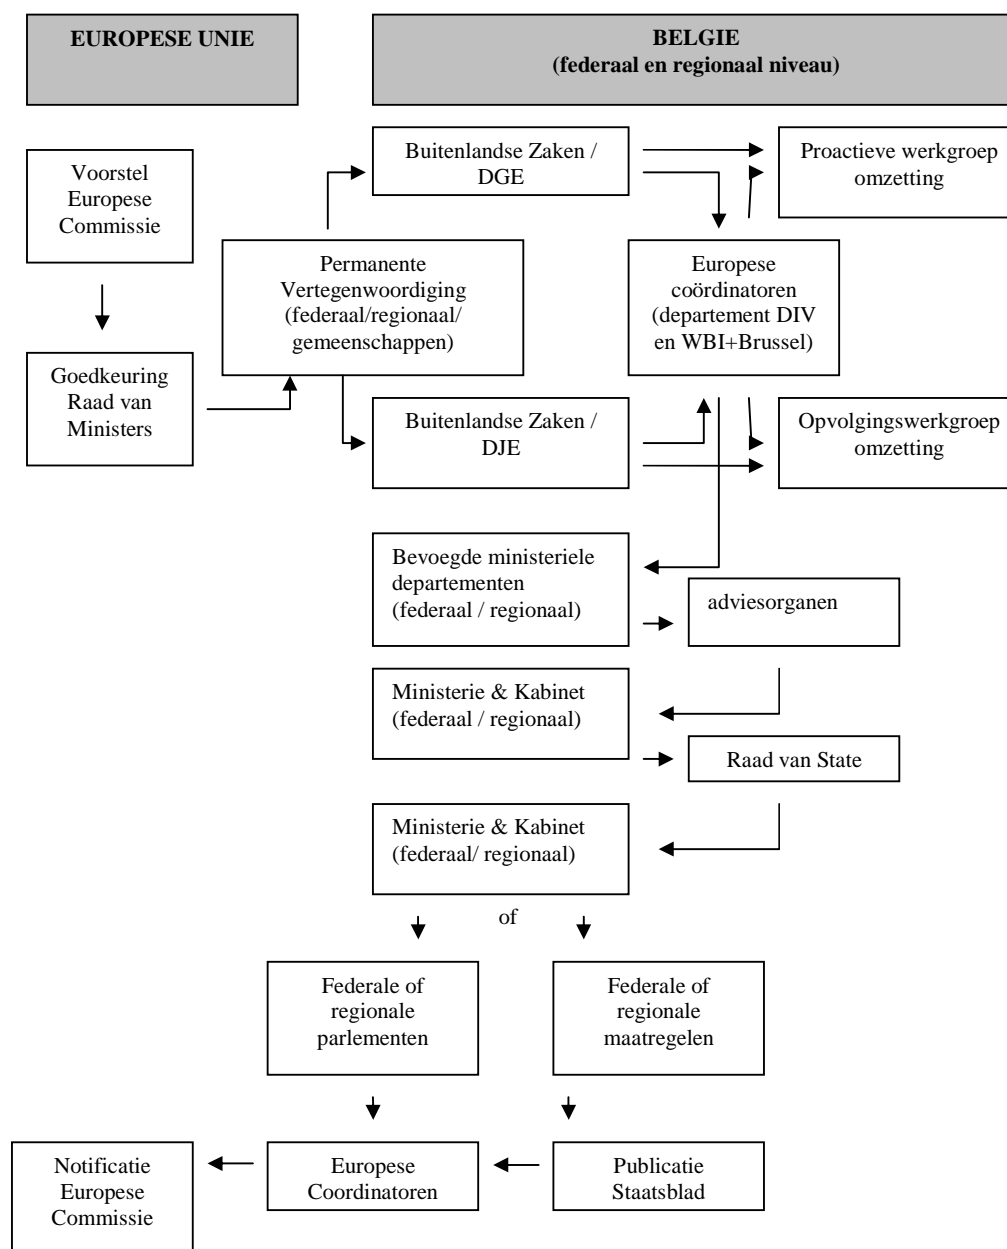 EUROPESE UNIE
BELGIE
(federaal en regionaal niveau)
Voorstel
Europese
Commissie
Buitenlandse Zaken /
DGE
Proactieve werkgroep
omzetting
Permanente
Vertegenwoordiging
(federaal/regionaal/
gemeenschappen)
Europese
coördinatoren
(departement DIV
en WBI+Brussel)
Goedkeuring
Raad van
Ministers
Buitenlandse Zaken /
DJE
Opvolgingswerkgroep
omzetting
Bevoegde ministeriele
departementen
(federaal / regionaal)
adviesorganen
Ministerie & Kabinet
(federaal / regionaal)
Raad van State
Ministerie & Kabinet
(federaal/ regionaal)
of
Federale of
regionale
parlementen
Federale of
regionale
maatregelen
Notificatie
Europese
Commissie
Europese
Coordinatoren
Publicatie
Staatsblad